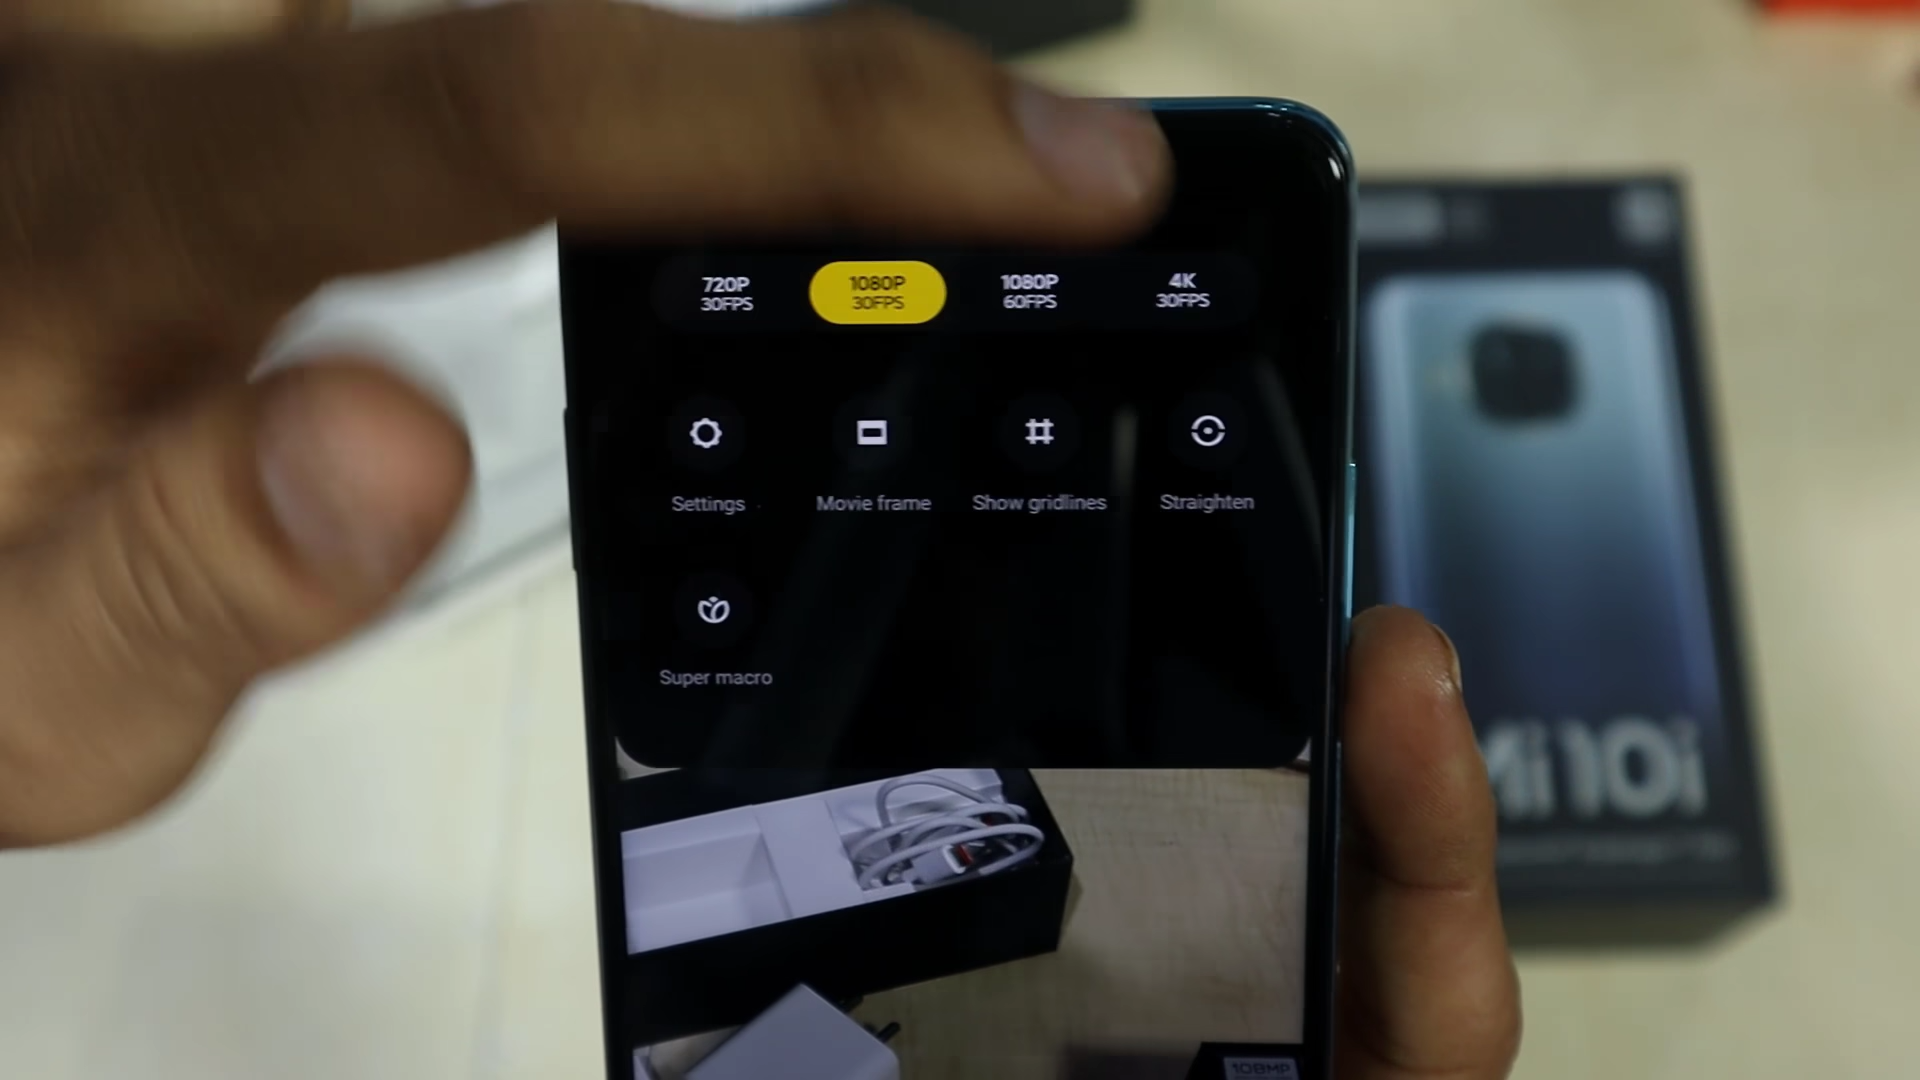 720P
30FPS
1080P
30FPS
1080P
60FPS
4K
30FPS
Settings
Movie frame
Show gridlines
Straighten
Super macro
Mi 10i
108MP